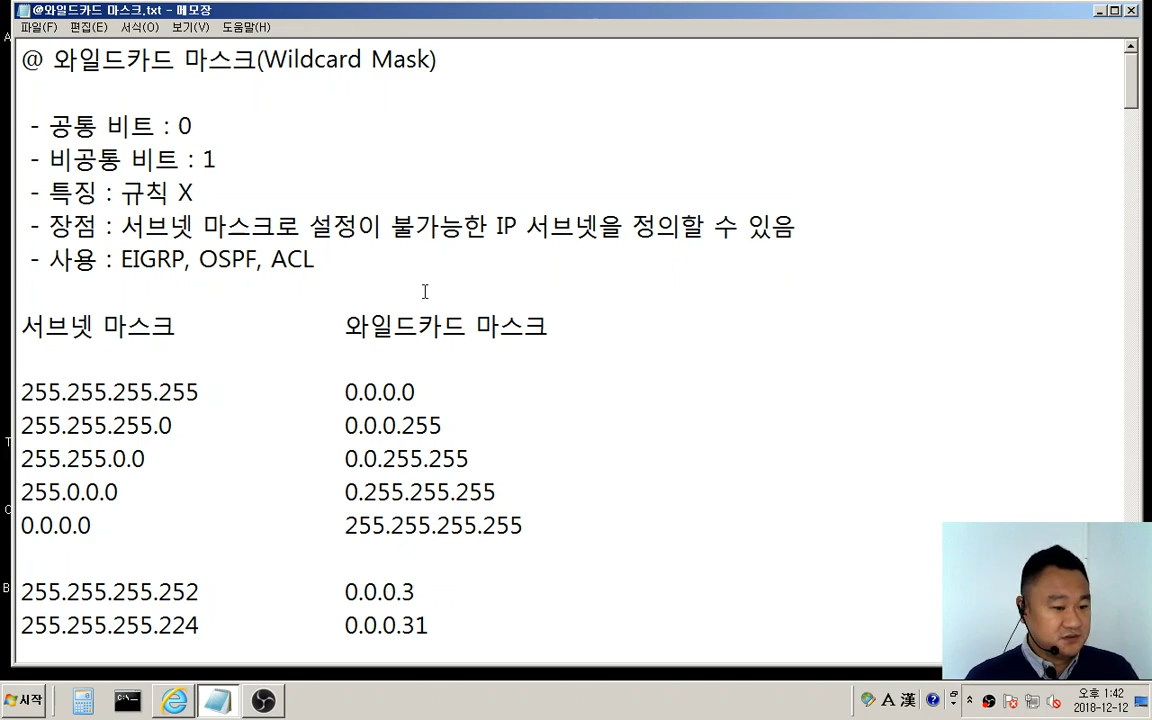 @와일드카드 마스크.txt - 메모장
파일(F) 편집(E) 서식(O) 보기(V) 도움말(H)
@ 와일드카드 마스크(Wildcard Mask)
- 공통 비트 : 0
- 비공통 비트 : 1
- 특징 : 규칙 X
- 장점 : 서브넷 마스크로 설정이 불가능한 IP 서브넷을 정의할 수 있음
- 사용 : EIGRP, OSPF, ACL
서브넷 마스크 와일드카드 마스크
255.255.255.255 0.0.0.0
255.255.255.0 0.0.0.255
255.255.0.0 0.0.255.255
255.0.0.0 0.255.255.255
0.0.0.0 255.255.255.255
255.255.255.252 0.0.0.3
255.255.255.224 0.0.0.31
시작 A 漢 오후 1:42
2018-12-12